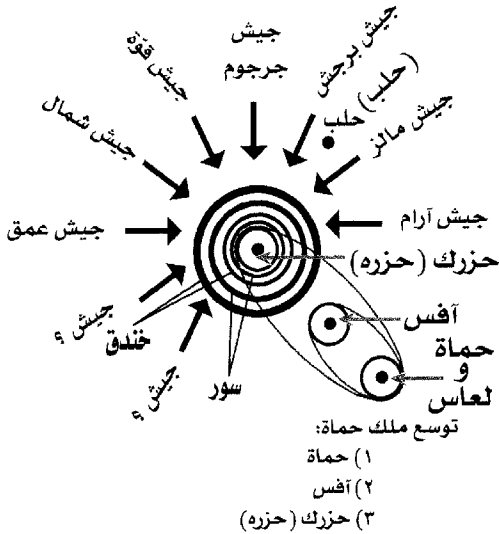 جيش
جرجوم
جيش برجش
(حلب)
حلب
جيش قوّة
جيش مالز
جيش شمال
جيش آرام
جيش عمق
حزرك (حزره)
جيش ؟
خندق
جيش ؟
سور
آفس
حماة
و
لعاس
توسع ملك حماة:
١) حماة
٢) آفس
٣) حزرك (حزره)